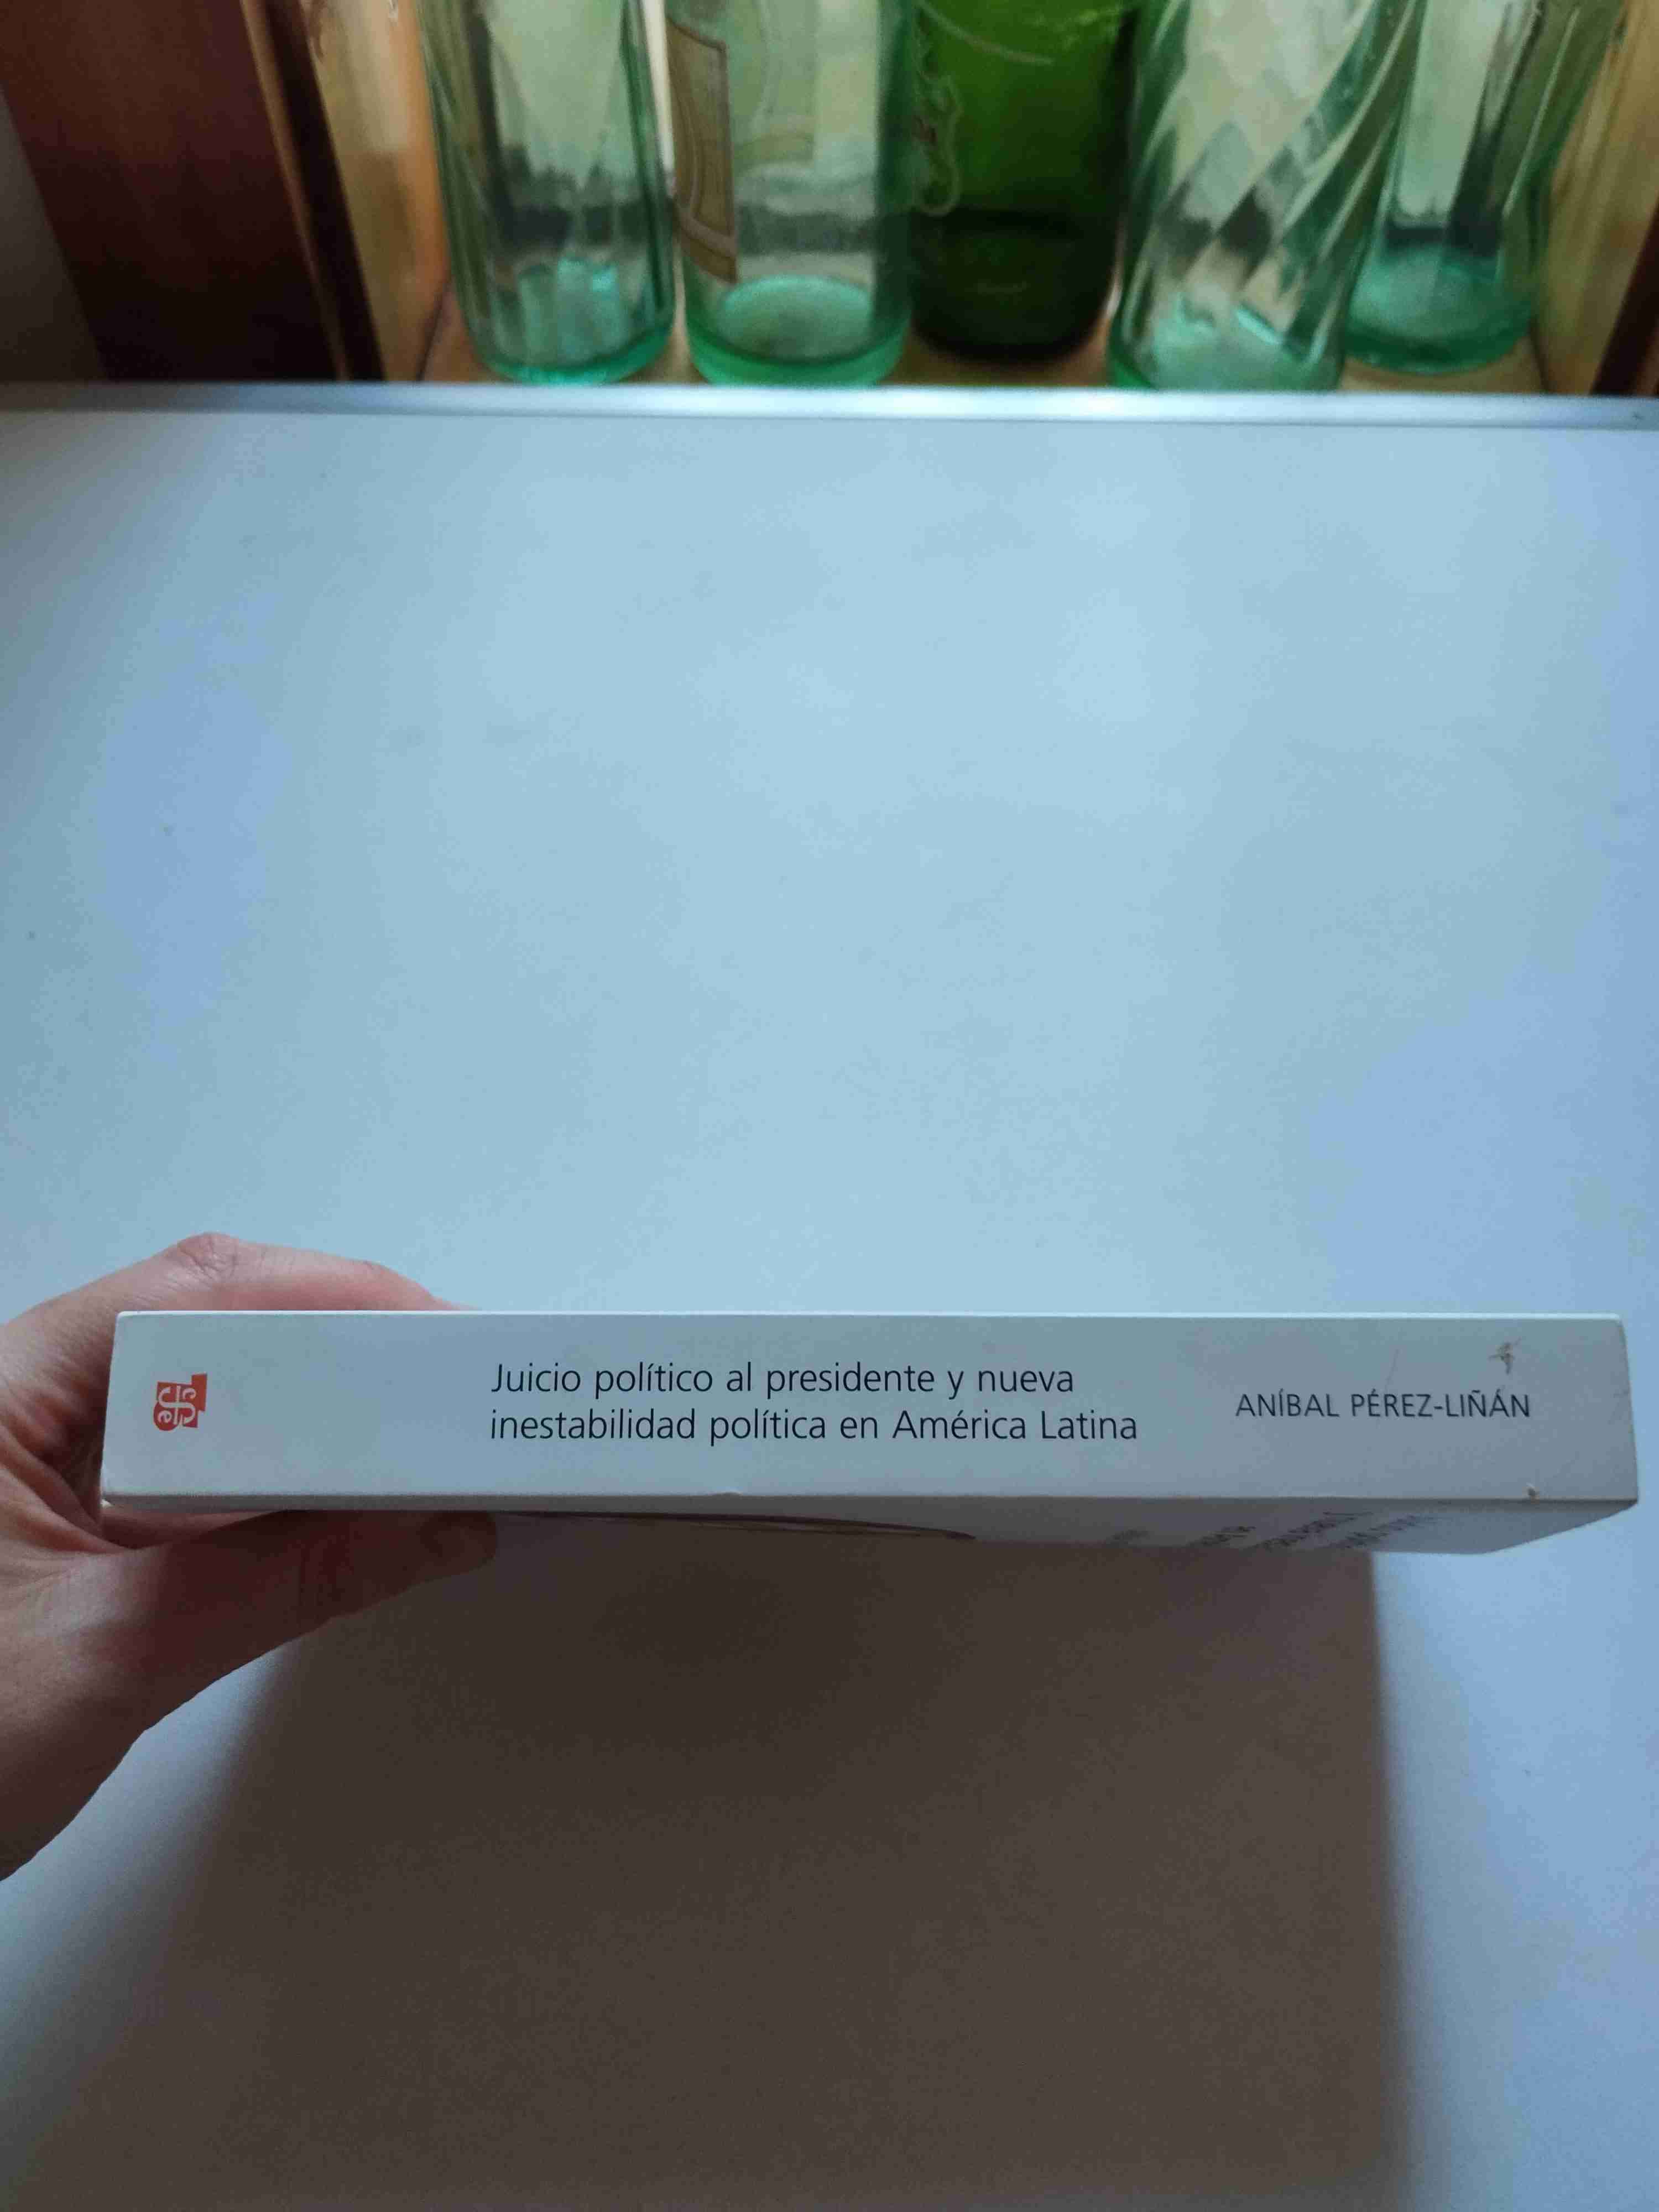 Juicio político al presidente y nueva
inestabilidad política en América Latina
ANÍBAL PÉREZ-LIÑÁN